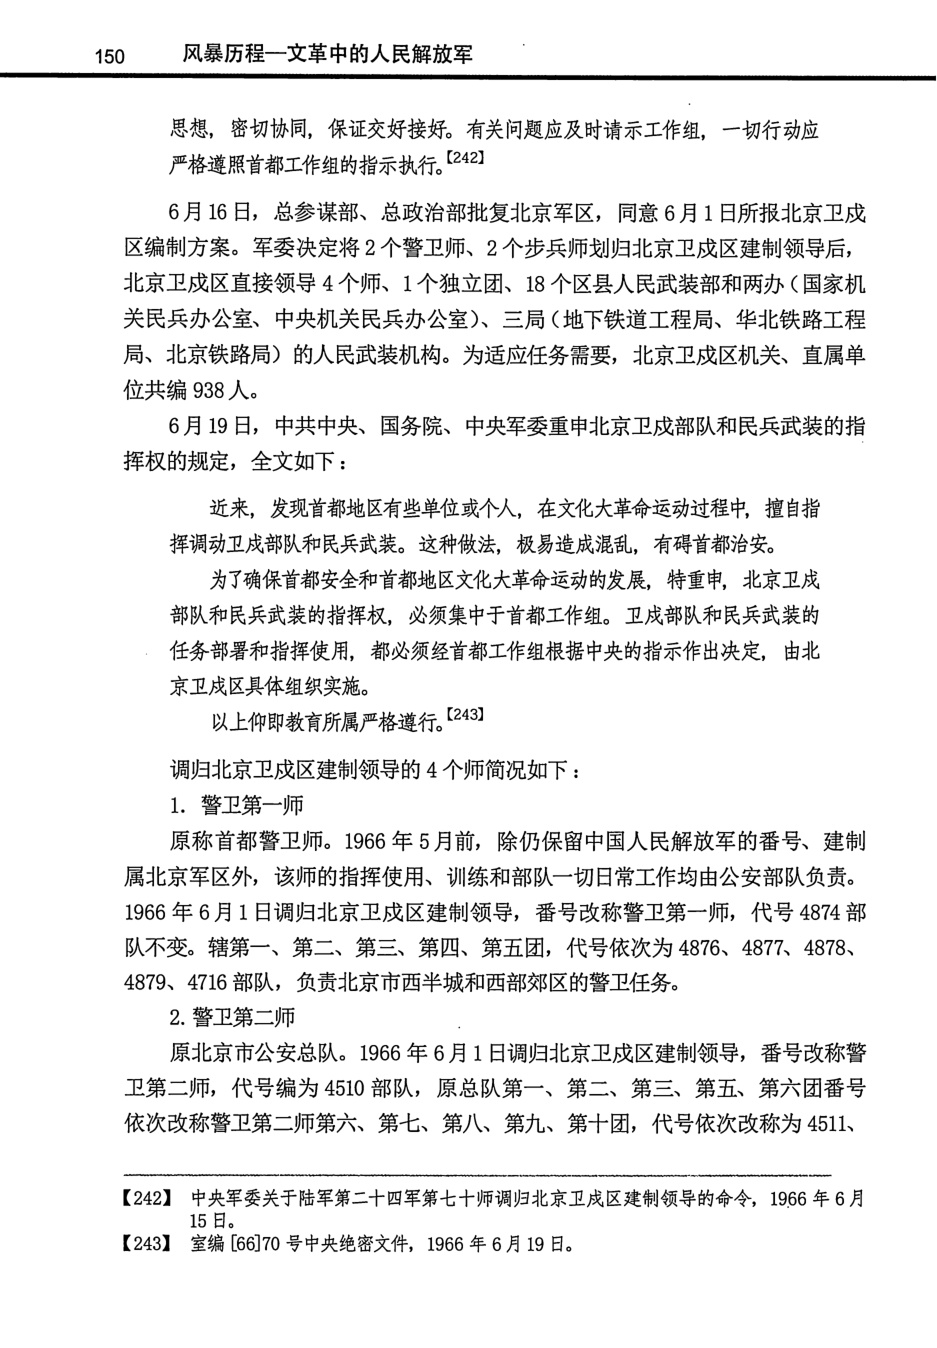 150 风暴历程—文革中的人民解放军
思想，密切协同，保证交好接好。有关问题应及时请示工作组，一切行动应
严格遵照首都工作组的指示执行。【242】
6月16日，总参谋部、总政治部批复北京军区，同意6月1日所报北京卫戍
区编制方案。军委决定将2个警卫师、2个步兵师划归北京卫戍区建制领导后，
北京卫戍区直接领导4个师、1个独立团、18个区县人民武装部和两办（国家机
关民兵办公室、中央机关民兵办公室）、三局（地下铁道工程局、华北铁路工程
局、北京铁路局）的人民武装机构。为适应任务需要，北京卫戍区机关、直属单
位共编938人。
6月19日，中共中央、国务院、中央军委重申北京卫戍部队和民兵武装的指
挥权的规定，全文如下：
近来，发现首都地区有些单位或个人，在文化大革命运动过程中，擅自指
挥调动卫戍部队和民兵武装。这种做法，极易造成混乱，有碍首都治安。
为了确保首都安全和首都地区文化大革命运动的发展，特重申，北京卫戍
部队和民兵武装的指挥权，必须集中于首都工作组。卫戍部队和民兵武装的
任务部署和指挥使用，都必须经首都工作组根据中央的指示作出决定，由北
京卫戍区具体组织实施。
以上仰即教育所属严格遵行。【243】
调归北京卫戍区建制领导的4个师简况如下：
1. 警卫第一师
原称首都警卫师。1966年5月前，除仍保留中国人民解放军的番号、建制
属北京军区外，该师的指挥使用、训练和部队一切日常工作均由公安部队负责。
1966年6月1日调归北京卫戍区建制领导，番号改称警卫第一师，代号4874部
队不变。辖第一、第二、第三、第四、第五团，代号依次为4876、4877、4878、
4879、4716部队，负责北京市西半城和西部郊区的警卫任务。
2. 警卫第二师
原北京市公安总队。1966年6月1日调归北京卫戍区建制领导，番号改称警
卫第二师，代号编为4510部队，原总队第一、第二、第三、第五、第六团番号
依次改称警卫第二师第六、第七、第八、第九、第十团，代号依次改称为4511、
【242】 中央军委关于陆军第二十四军第七十师调归北京卫戍区建制领导的命令，1966年6月
15日。
【243】 室编[66]70号中央绝密文件，1966年6月19日。